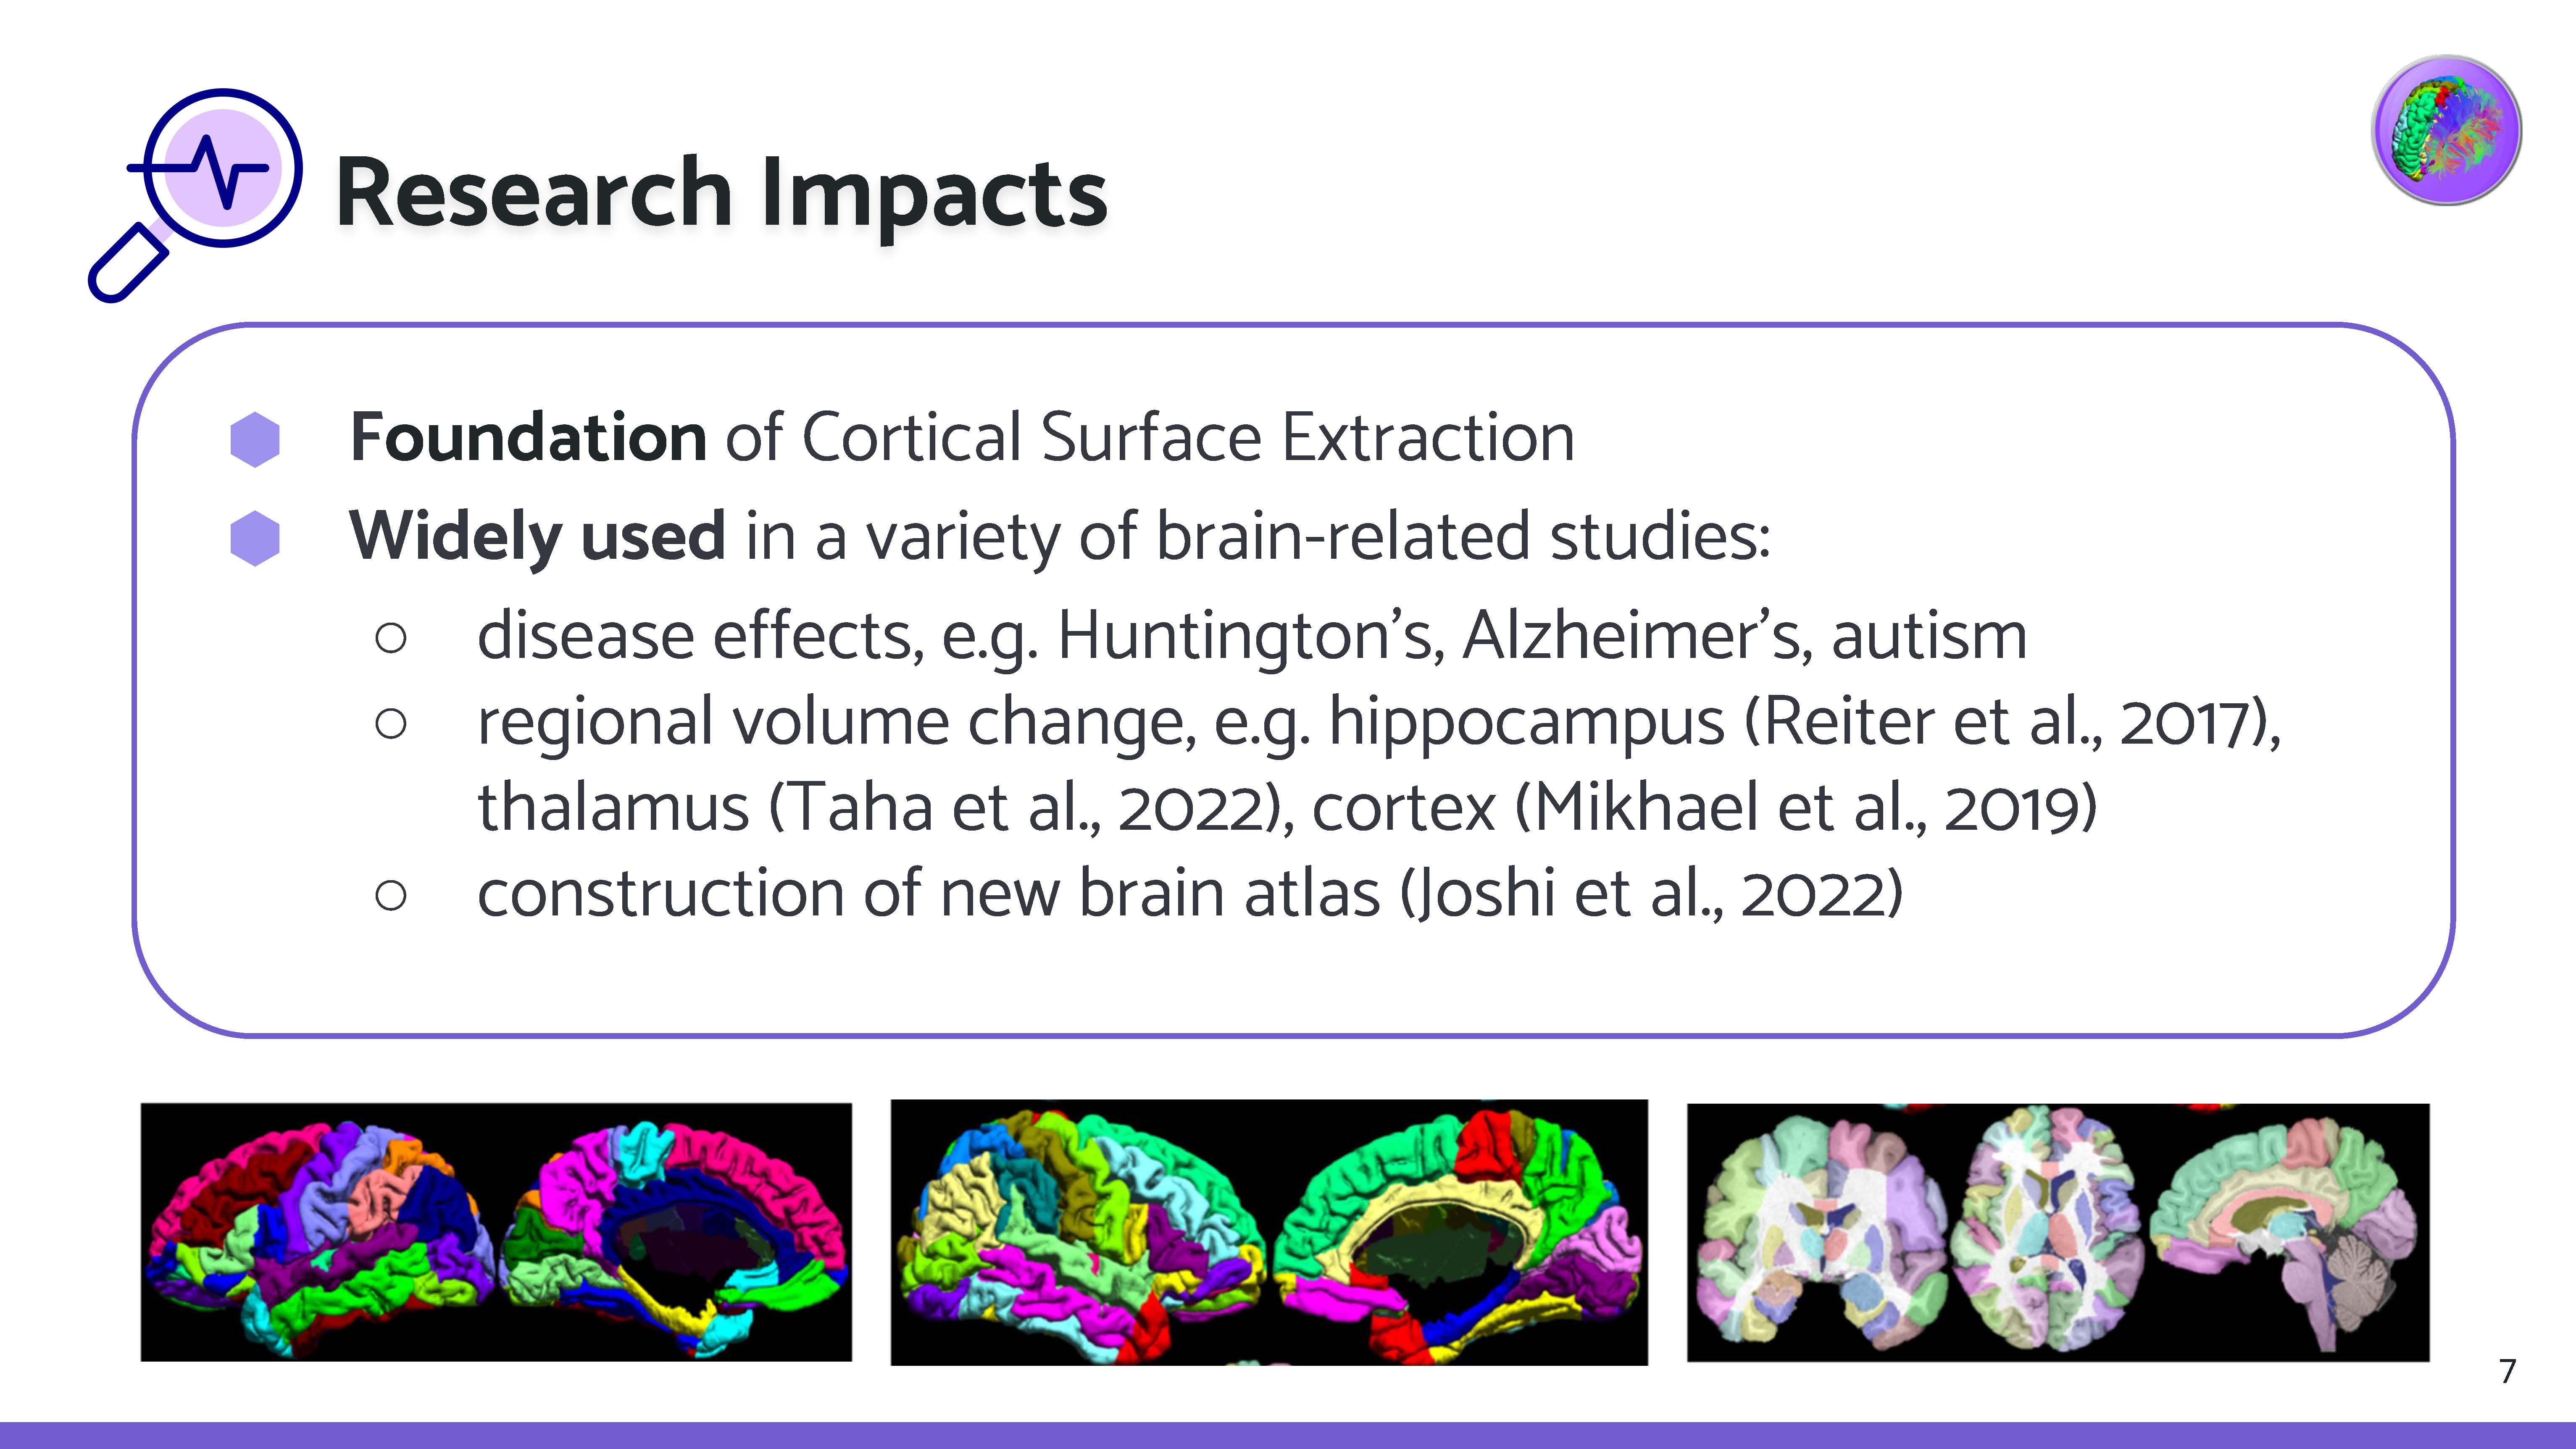 Research Impacts
Foundation of Cortical Surface Extraction
Widely used in a variety of brain-related studies:
disease effects, e.g. Huntington’s, Alzheimer’s, autism
regional volume change, e.g. hippocampus (Reiter et al., 2017),
thalamus (Taha et al., 2022), cortex (Mikhael et al., 2019)
construction of new brain atlas (Joshi et al., 2022)
7